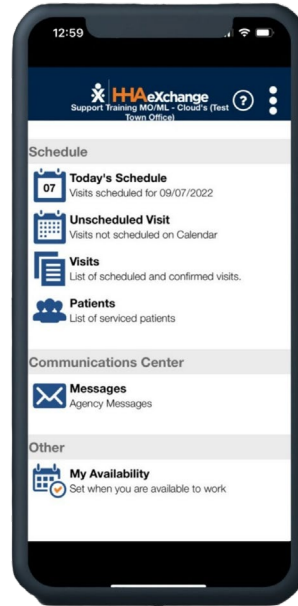 12:59
HHAeXchange
Support Training MO/ML - Cloud's (Test
Town Office)
?
Schedule
07
Today's Schedule
Visits scheduled for 09/07/2022
Unscheduled Visit
Visits not scheduled on Calendar
Visits
List of scheduled and confirmed visits.
Patients
List of serviced patients
Communications Center
Messages
Agency Messages
Other
My Availability
Set when you are available to work